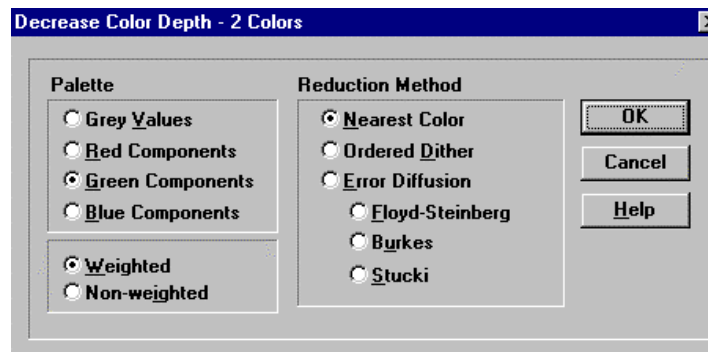 Decrease Color Depth - 2 Colors
Palette
Grey Values
Red Components
Green Components
Blue Components
Weighted
Non-weighted
Reduction Method
Nearest Color
Ordered Dither
Error Diffusion
Floyd-Steinberg
Burkes
Stucki
OK
Cancel
Help